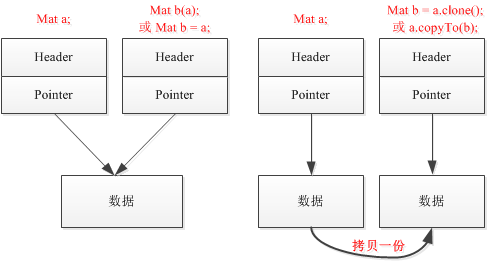 Mat a;
Mat b(a);
或 Mat b = a;
Mat a;
Mat b = a.clone();
或 a.copyTo(b);
Header
Header
Header
Header
Pointer
Pointer
Pointer
Pointer
数据
数据
数据
拷贝一份